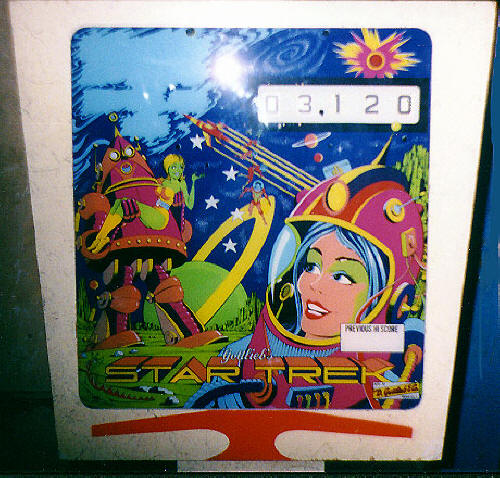 03,120
PREVIOUS HI SCORE
Gottlieb's
STAR TREK